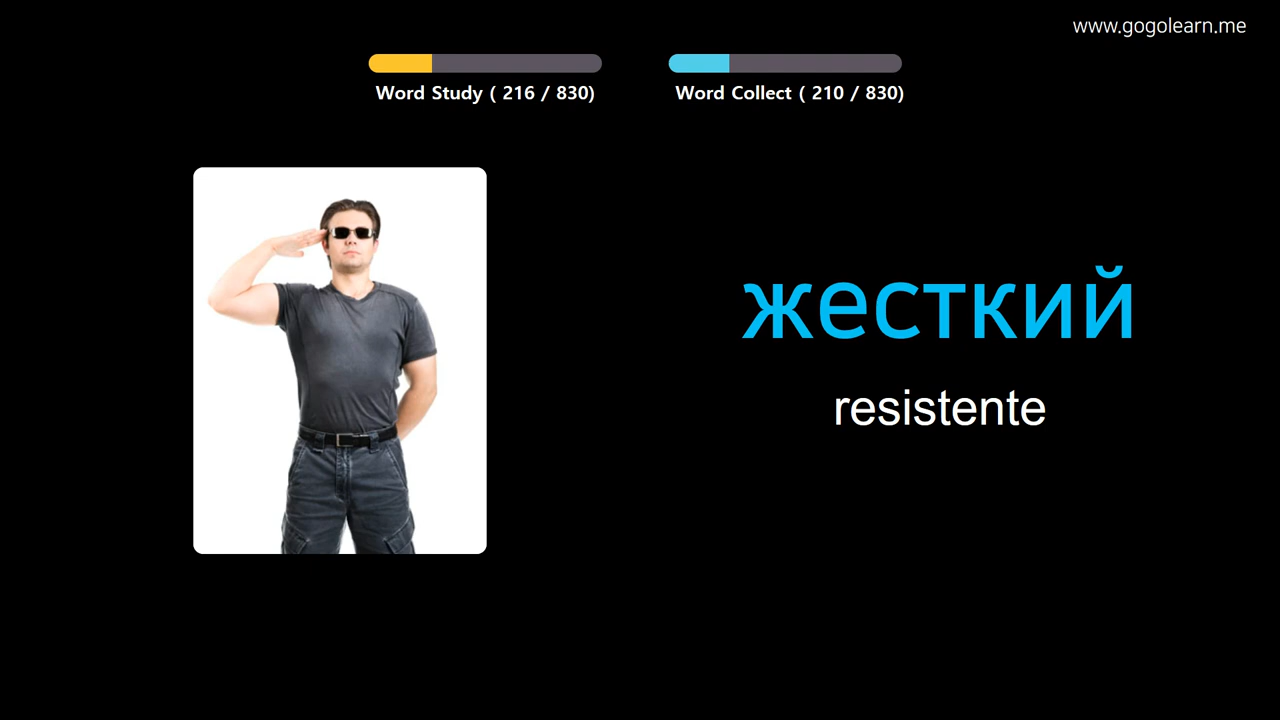 www.gogolearn.me
Word Study ( 216 / 830)
Word Collect ( 210 / 830)
жесткий
resistente